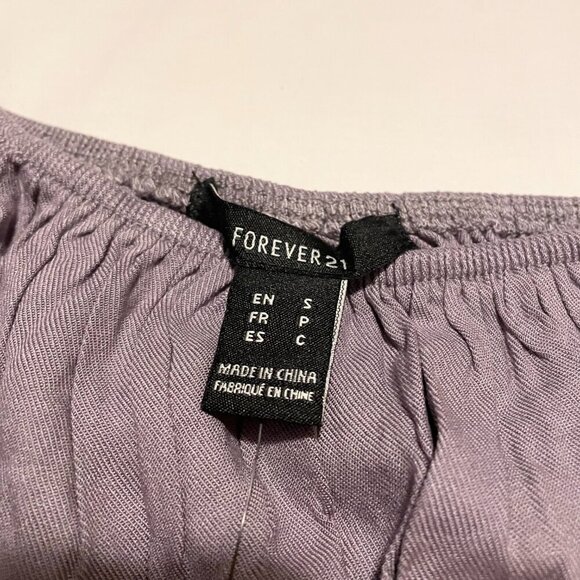 FOREVER 21
EN S
FR P
ES C
MADE IN CHINA
FABRIQUÉ EN CHINE